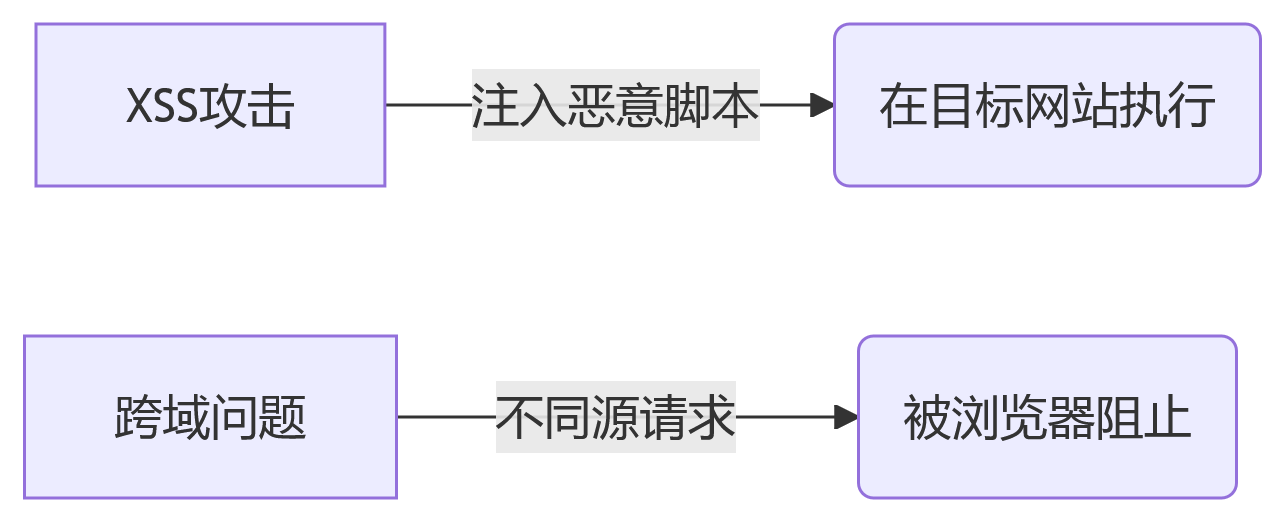 XSS攻击
注入恶意脚本
在目标网站执行
跨域问题
不同源请求
被浏览器阻止